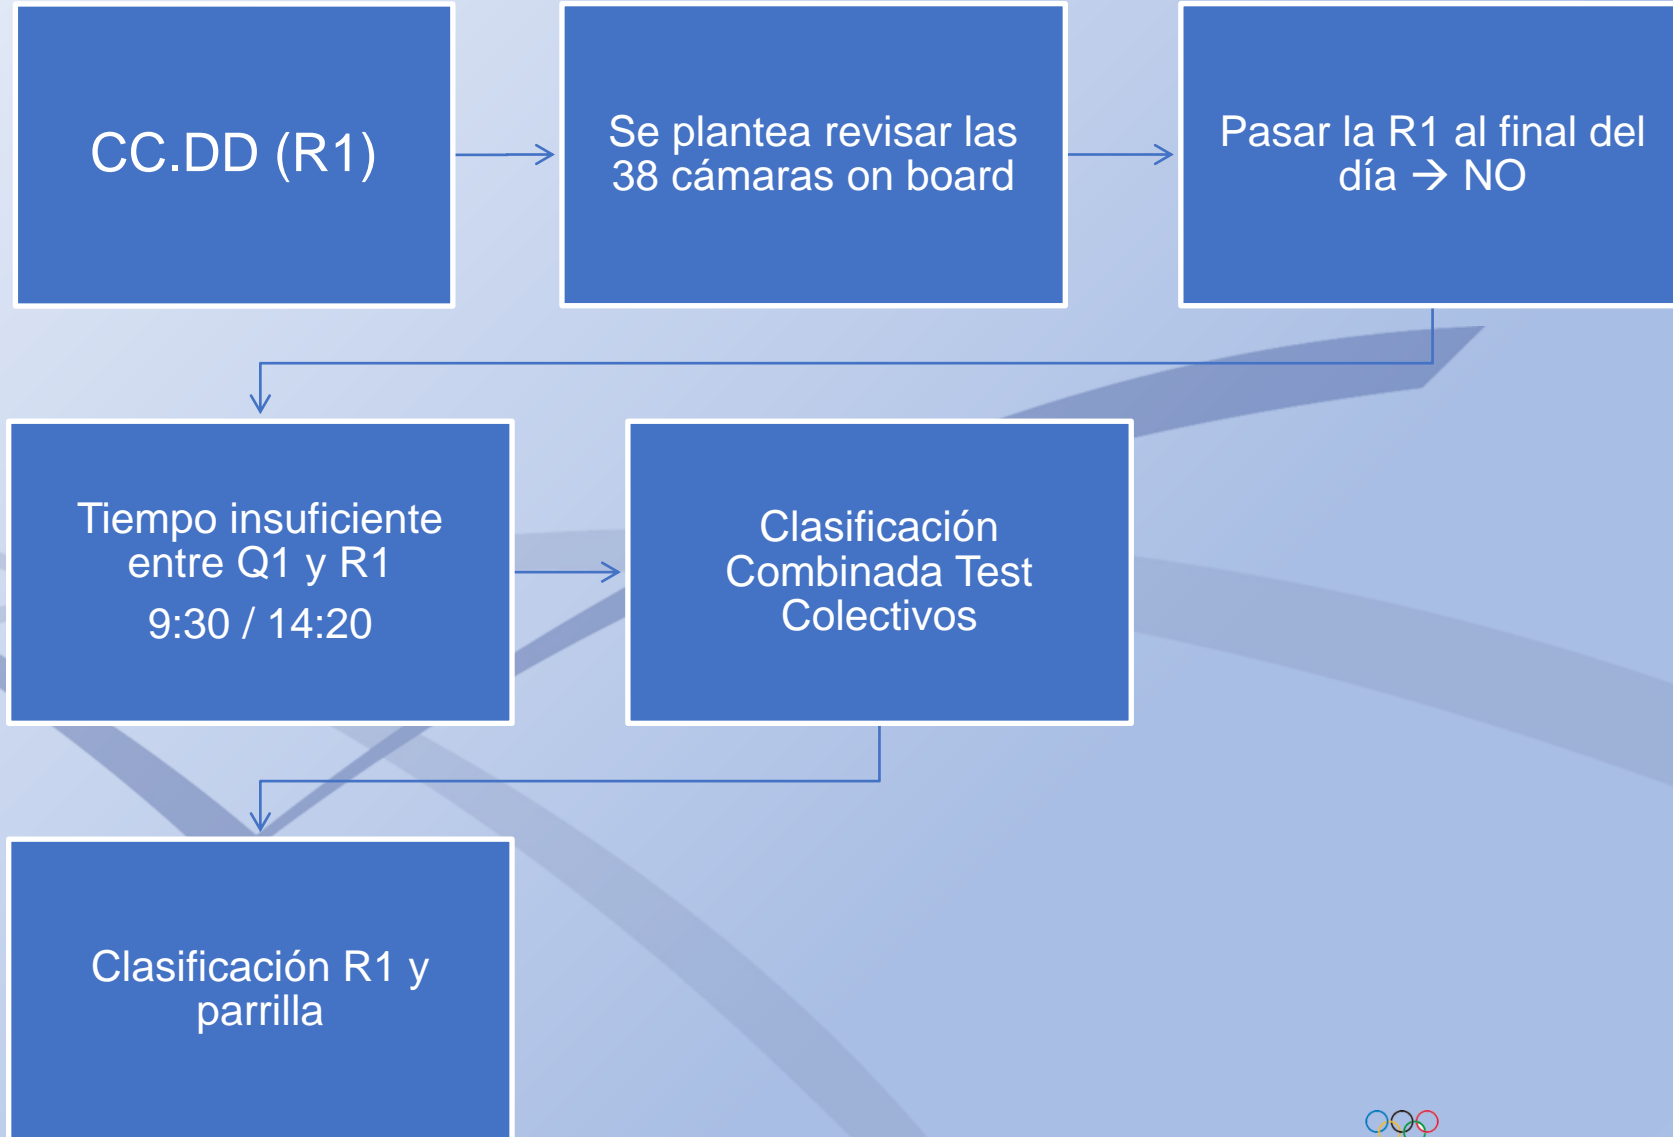 CC.DD (R1)
Se plantea revisar las
38 cámaras on board
Pasar la R1 al final del
día → NO
Tiempo insuficiente
entre Q1 y R1
9:30 / 14:20
Clasificación
Combinada Test
Colectivos
Clasificación R1 y
parrilla